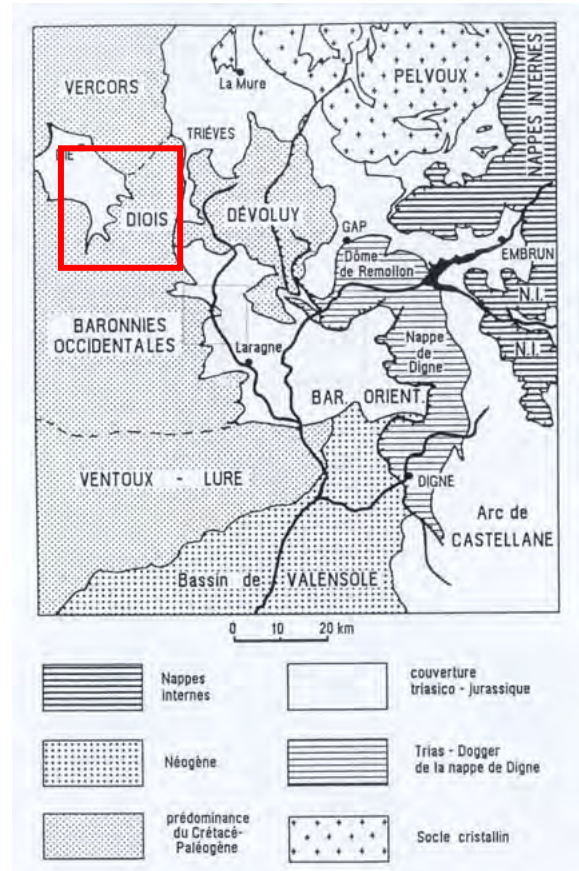 VERCORS
La Mure
PELVOUX
NAPPES INTERNES
TRIÈVES
DIE
DIOIS
DÉVOLUY
GAP
Dôme
de Remollon
EMBRUN
N.I.
N.I.
BARONNIES
OCCIDENTALES
Laragne
Nappe
de
Digne
BAR. ORIENT.
VENTOUX - LURE
DIGNE
Arc de
CASTELLANE
Bassin de VALENSOLE
0 10 20 km
Nappes
internes
couverture
triasico - jurassique
Néogène
Trias - Dogger
de la nappe de Digne
prédominance
du Crétacé-
Paléogène
Socle cristallin